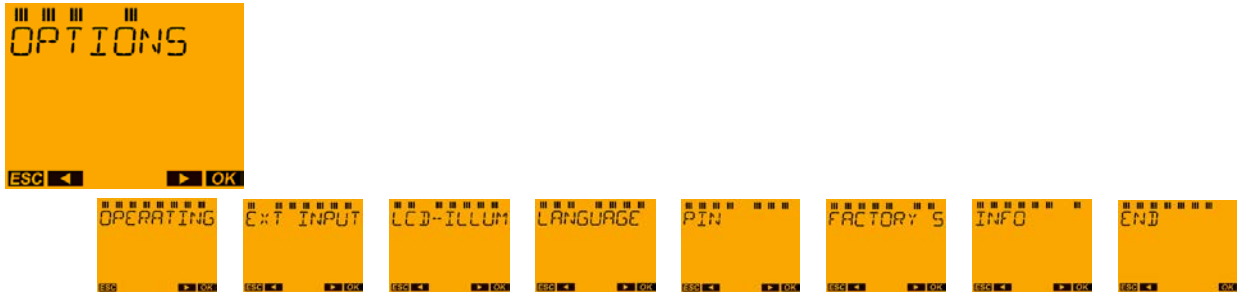 OPTIONS
ESC ◄ ► OK
OPERATING
ESC ► OK
EXT INPUT
ESC ◄ ► OK
LCD-ILLUM
ESC ◄ ► OK
LANGUAGE
ESC ◄ ► OK
PIN
ESC ◄ ► OK
FACTORY S
ESC ◄ ► OK
INFO
ESC ◄ ► OK
END
ESC ◄ OK